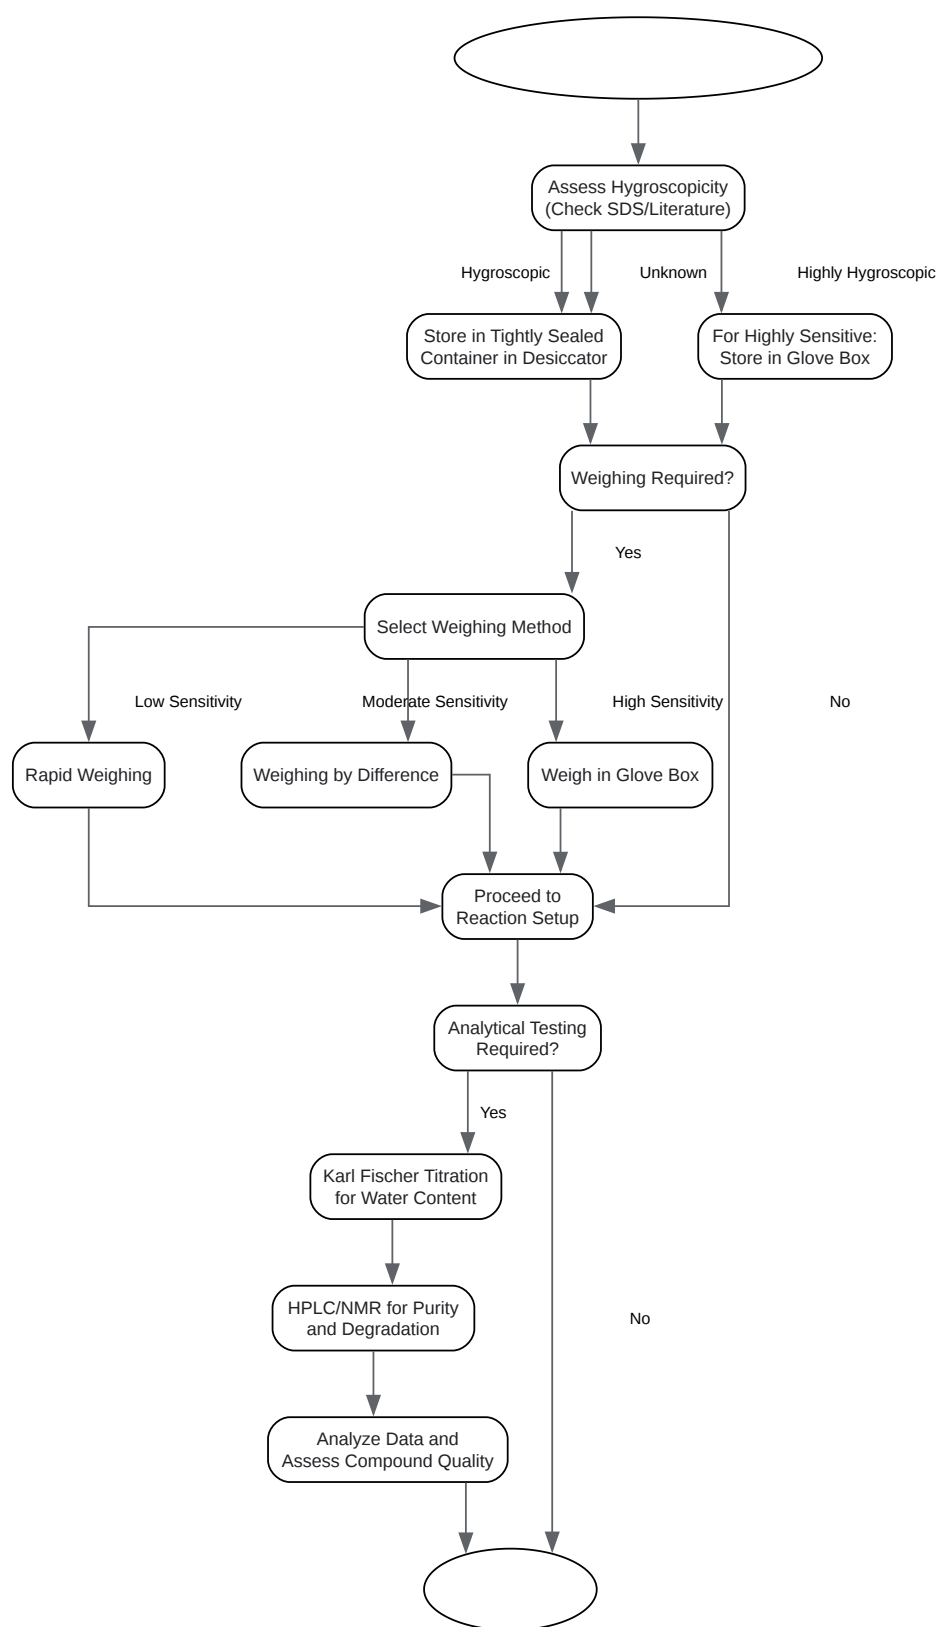 Assess Hygroscopicity
(Check SDS/Literature)
Hygroscopic
Unknown
Highly Hygroscopic
Store in Tightly Sealed
Container in Desiccator
For Highly Sensitive:
Store in Glove Box
Weighing Required?
Yes
Select Weighing Method
Low Sensitivity
Moderate Sensitivity
High Sensitivity
No
Rapid Weighing
Weighing by Difference
Weigh in Glove Box
Proceed to
Reaction Setup
Analytical Testing
Required?
Yes
Karl Fischer Titration
for Water Content
HPLC/NMR for Purity
and Degradation
No
Analyze Data and
Assess Compound Quality